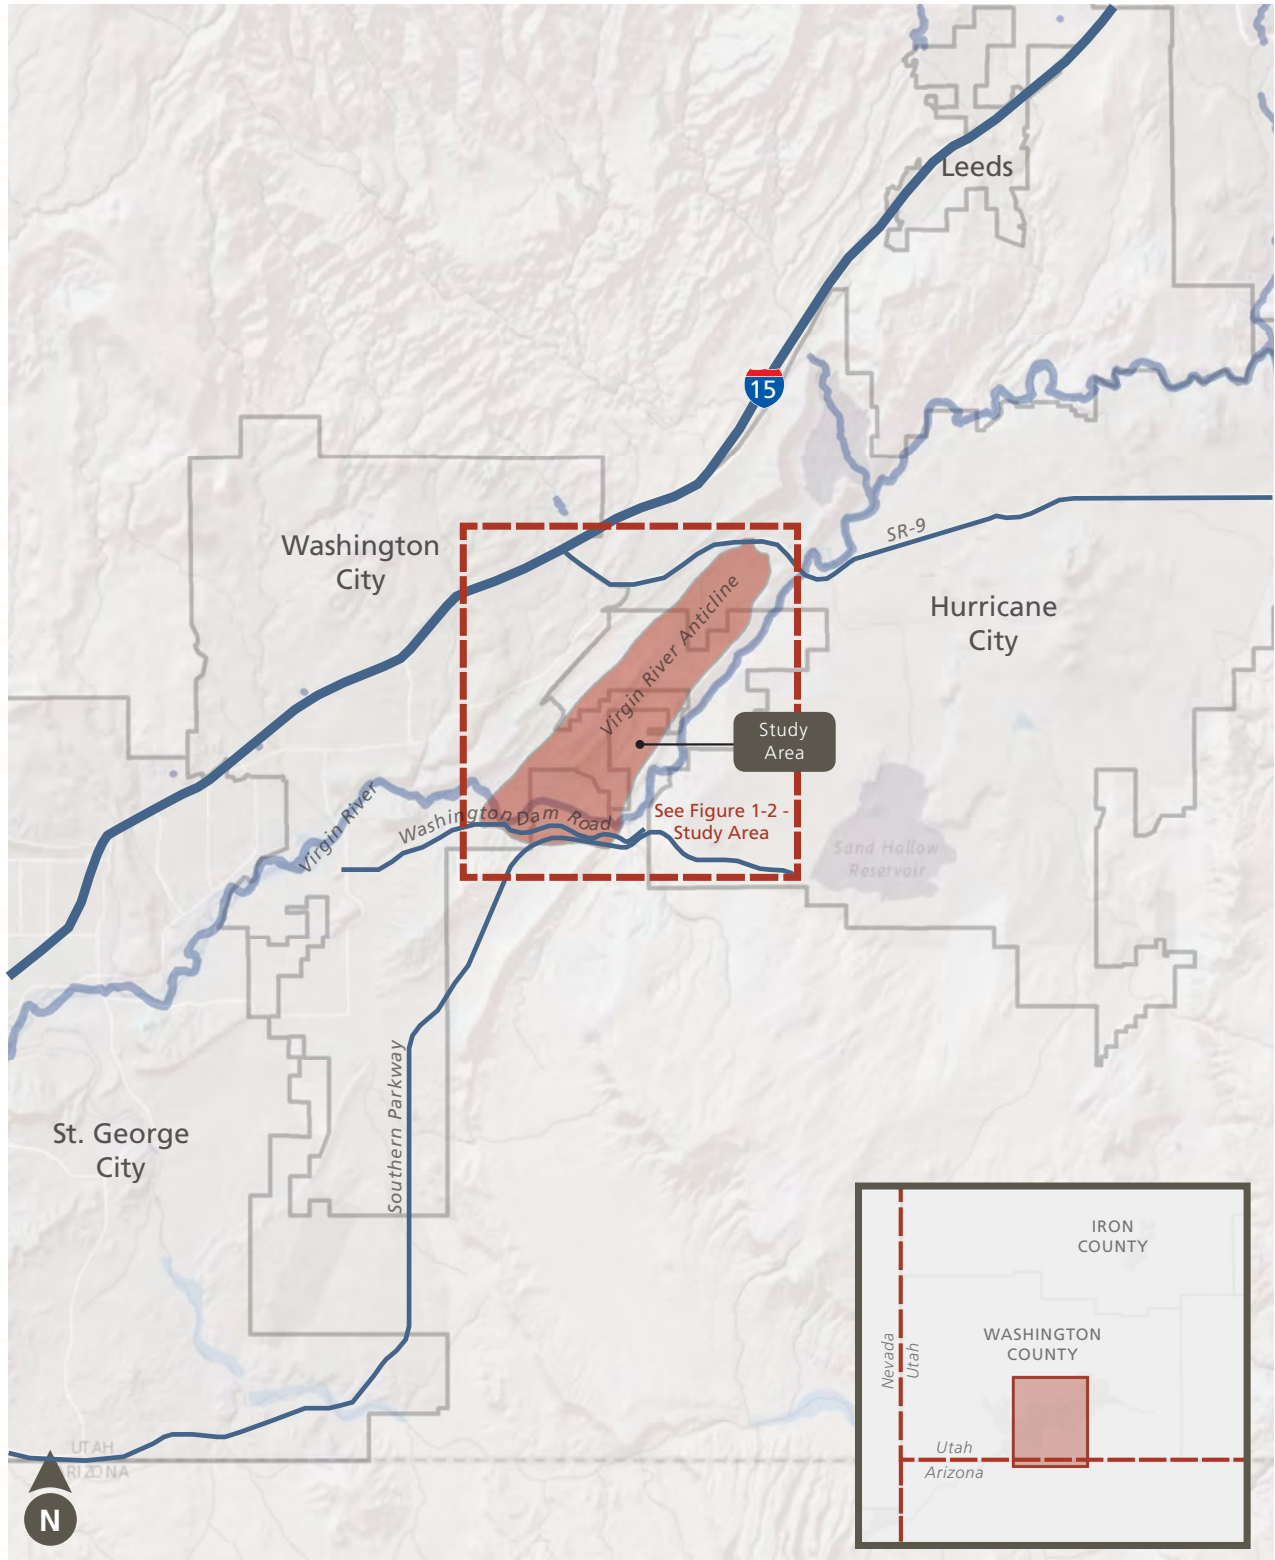 Leeds
15
SR-9
Washington
City
Hurricane
City
Virgin River Anticline
Study
Area
See Figure 1-2 -
Study Area
Washington Dam Road
Virgin River
Sand Hollow
Reservoir
Southern Parkway
St. George
City
IRON
COUNTY
WASHINGTON
COUNTY
Nevada
Utah
Utah
Arizona
UTAH
ARIZONA
N